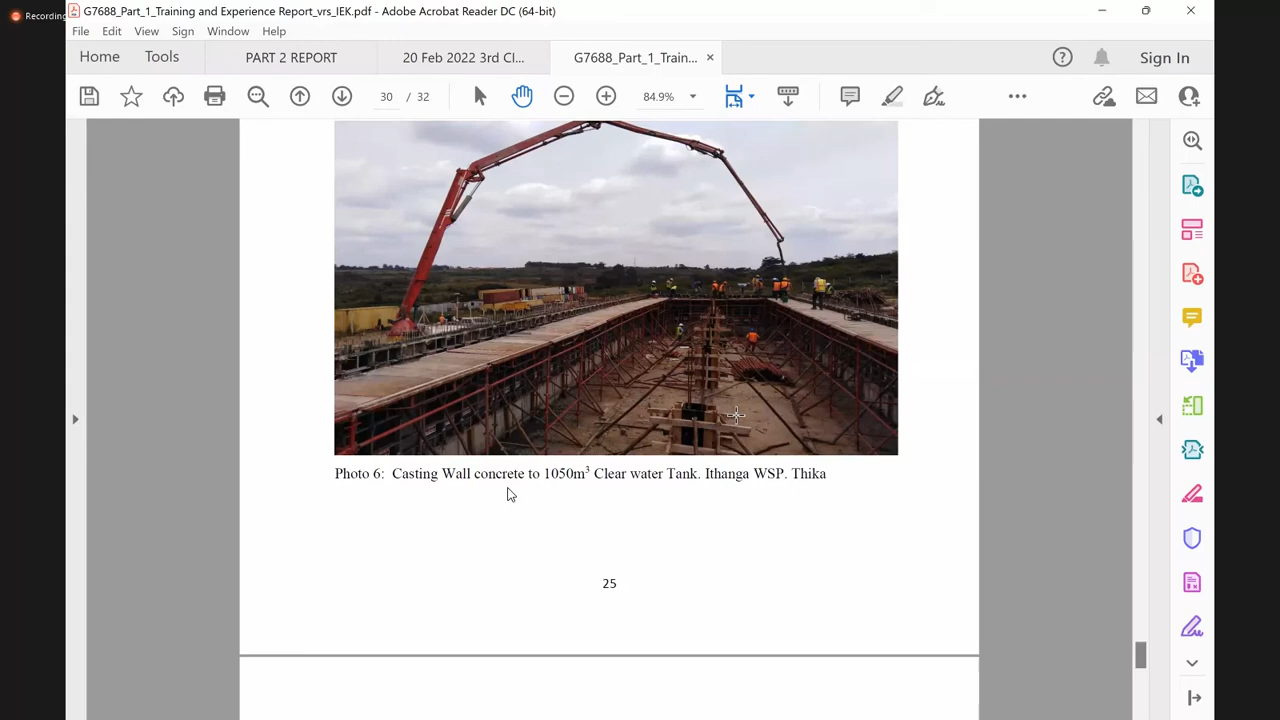 Recording
G7688_Part_1_Training and Experience Report_vrs_IEK.pdf - Adobe Acrobat Reader DC (64-bit)
File Edit View Sign Window Help
Home Tools PART 2 REPORT 20 Feb 2022 3rd Cl... G7688_Part_1_Train... Sign In
30 / 32 84.9%
Photo 6: Casting Wall concrete to 1050m³ Clear water Tank. Ithanga WSP. Thika
25